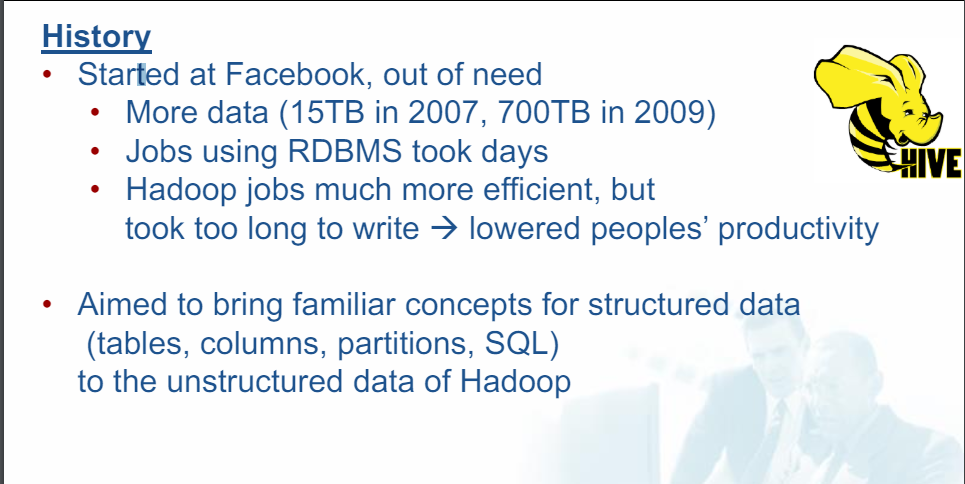 History
• Started at Facebook, out of need
• More data (15TB in 2007, 700TB in 2009)
• Jobs using RDBMS took days
• Hadoop jobs much more efficient, but
took too long to write → lowered peoples’ productivity
• Aimed to bring familiar concepts for structured data
(tables, columns, partitions, SQL)
to the unstructured data of Hadoop
HIVE